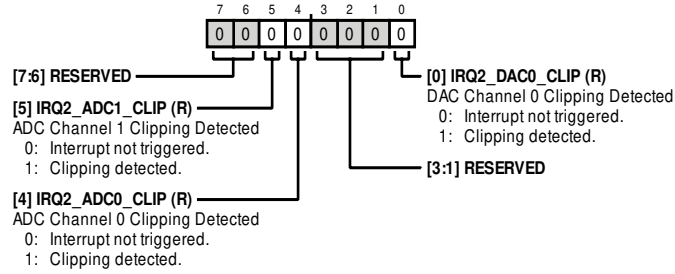 7 6 5 4 3 2 1 0
0 0 0 0 0 0 0 0
[7:6] RESERVED
[5] IRQ2_ADC1_CLIP (R)
ADC Channel 1 Clipping Detected
0: Interrupt not triggered.
1: Clipping detected.
[4] IRQ2_ADC0_CLIP (R)
ADC Channel 0 Clipping Detected
0: Interrupt not triggered.
1: Clipping detected.
[0] IRQ2_DAC0_CLIP (R)
DAC Channel 0 Clipping Detected
0: Interrupt not triggered.
1: Clipping detected.
[3:1] RESERVED